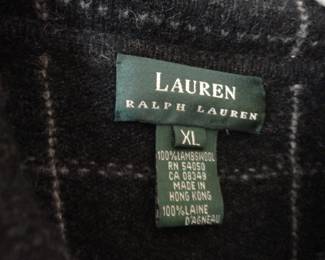 LAUREN
RALPH LAUREN
XL
100% LAMBSWOOL
RN 54050
CA 08349
MADE IN
HONG KONG
100% LAINE
D'AGNEAU